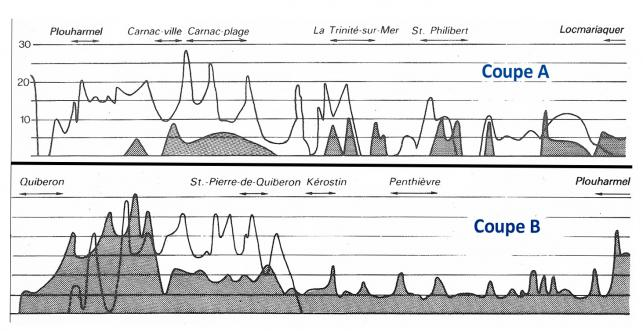 Plouharmel Carnac-ville Carnac-plage La Trinité-sur-Mer St. Philibert Locmariaquer
30
20
10
Coupe A
Quiberon St.-Pierre-de-Quiberon Kérostin Penthièvre Plouharmel
Coupe B